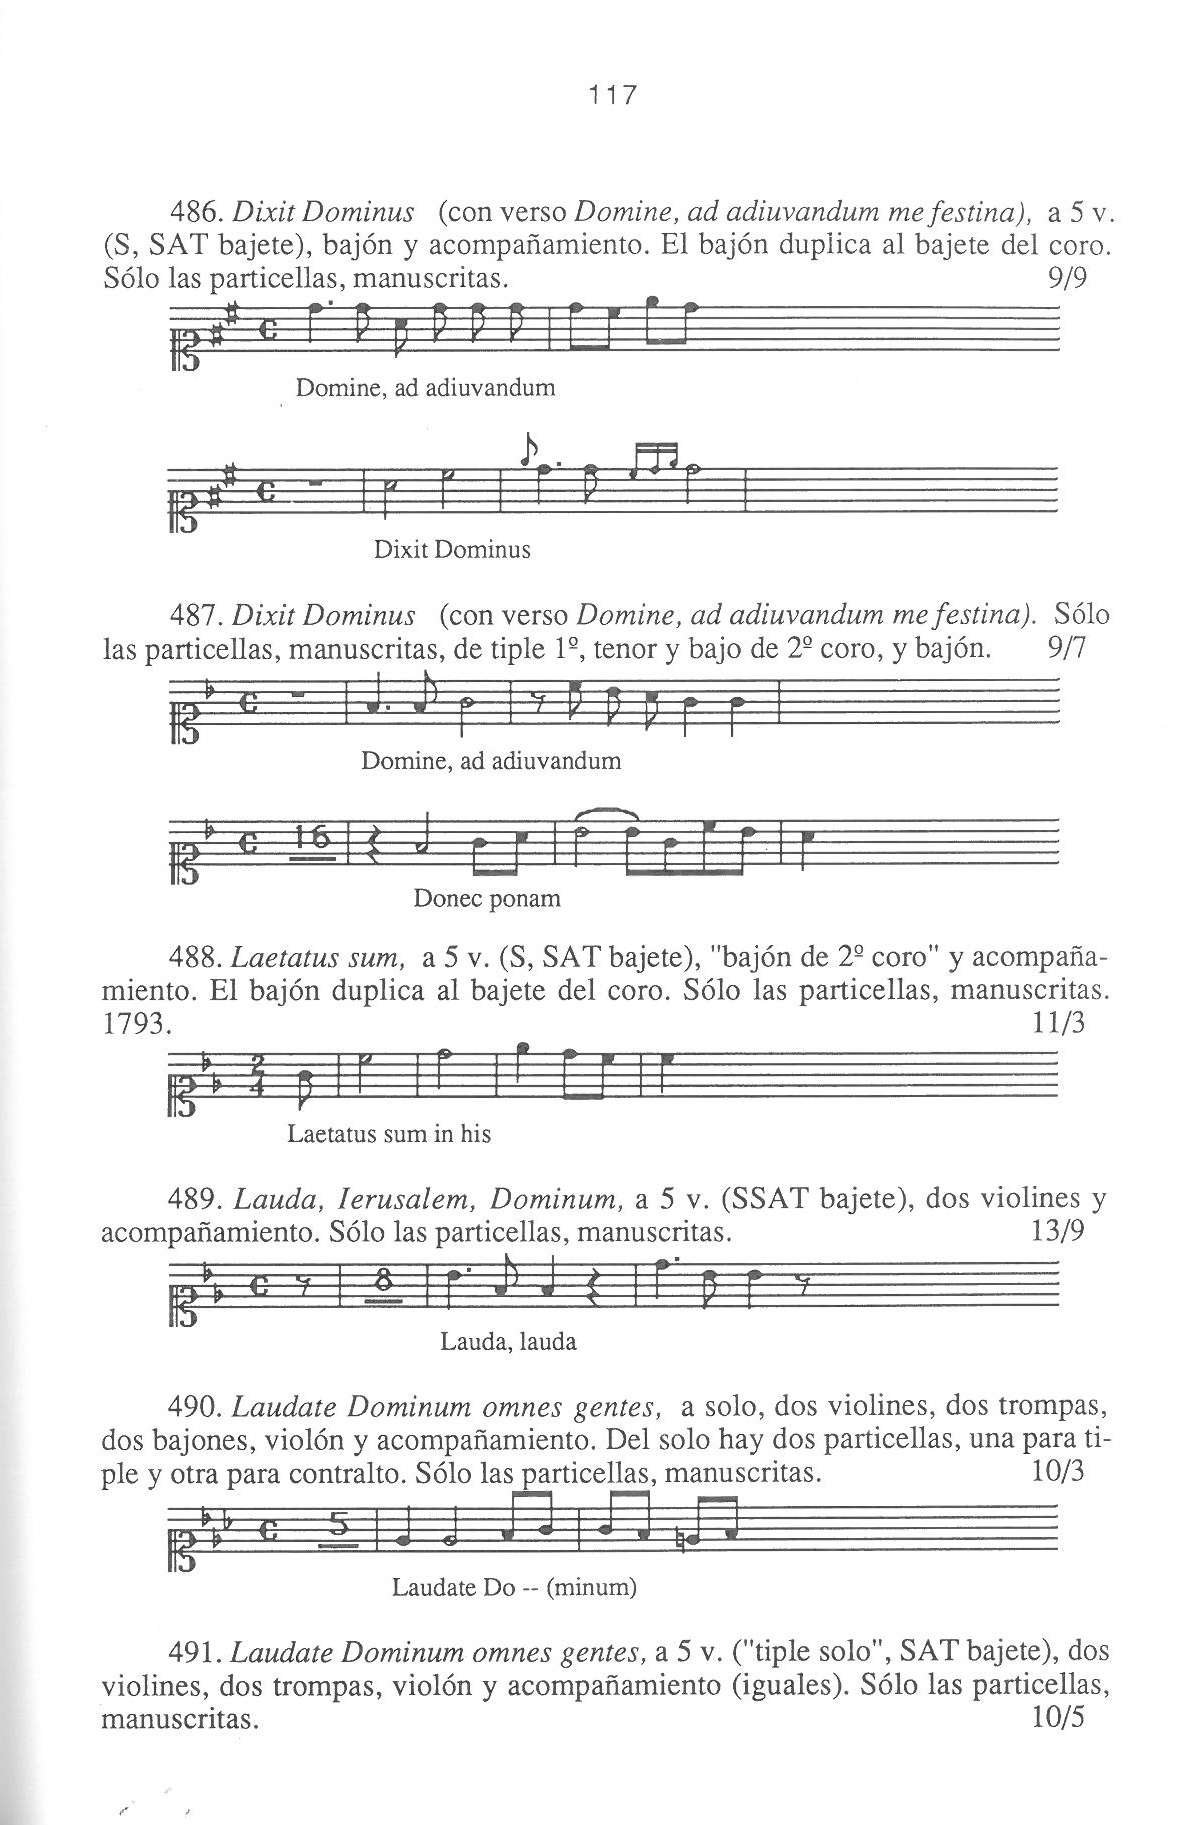 117
486. Dixit Dominus (con verso Domine, ad adiuvandum me festina), a 5 v.
(S, SAT bajete), bajón y acompañamiento. El bajón duplica al bajete del coro.
Sólo las particellas, manuscritas. 9/9
Domine, ad adiuvandum
Dixit Dominus
487. Dixit Dominus (con verso Domine, ad adiuvandum me festina). Sólo
las particellas, manuscritas, de tiple 1º, tenor y bajo de 2º coro, y bajón. 9/7
Domine, ad adiuvandum
16
Donec ponam
488. Laetatus sum, a 5 v. (S, SAT bajete), "bajón de 2º coro" y acompaña-
miento. El bajón duplica al bajete del coro. Sólo las particellas, manuscritas.
1793. 11/3
2
4
Laetatus sum in his
489. Lauda, Ierusalem, Dominum, a 5 v. (SSAT bajete), dos violines y
acompañamiento. Sólo las particellas, manuscritas. 13/9
8
Lauda, lauda
490. Laudate Dominum omnes gentes, a solo, dos violines, dos trompas,
dos bajones, violón y acompañamiento. Del solo hay dos particellas, una para ti-
ple y otra para contralto. Sólo las particellas, manuscritas. 10/3
5
Laudate Do -- (minum)
491. Laudate Dominum omnes gentes, a 5 v. ("tiple solo", SAT bajete), dos
violines, dos trompas, violón y acompañamiento (iguales). Sólo las particellas,
manuscritas. 10/5